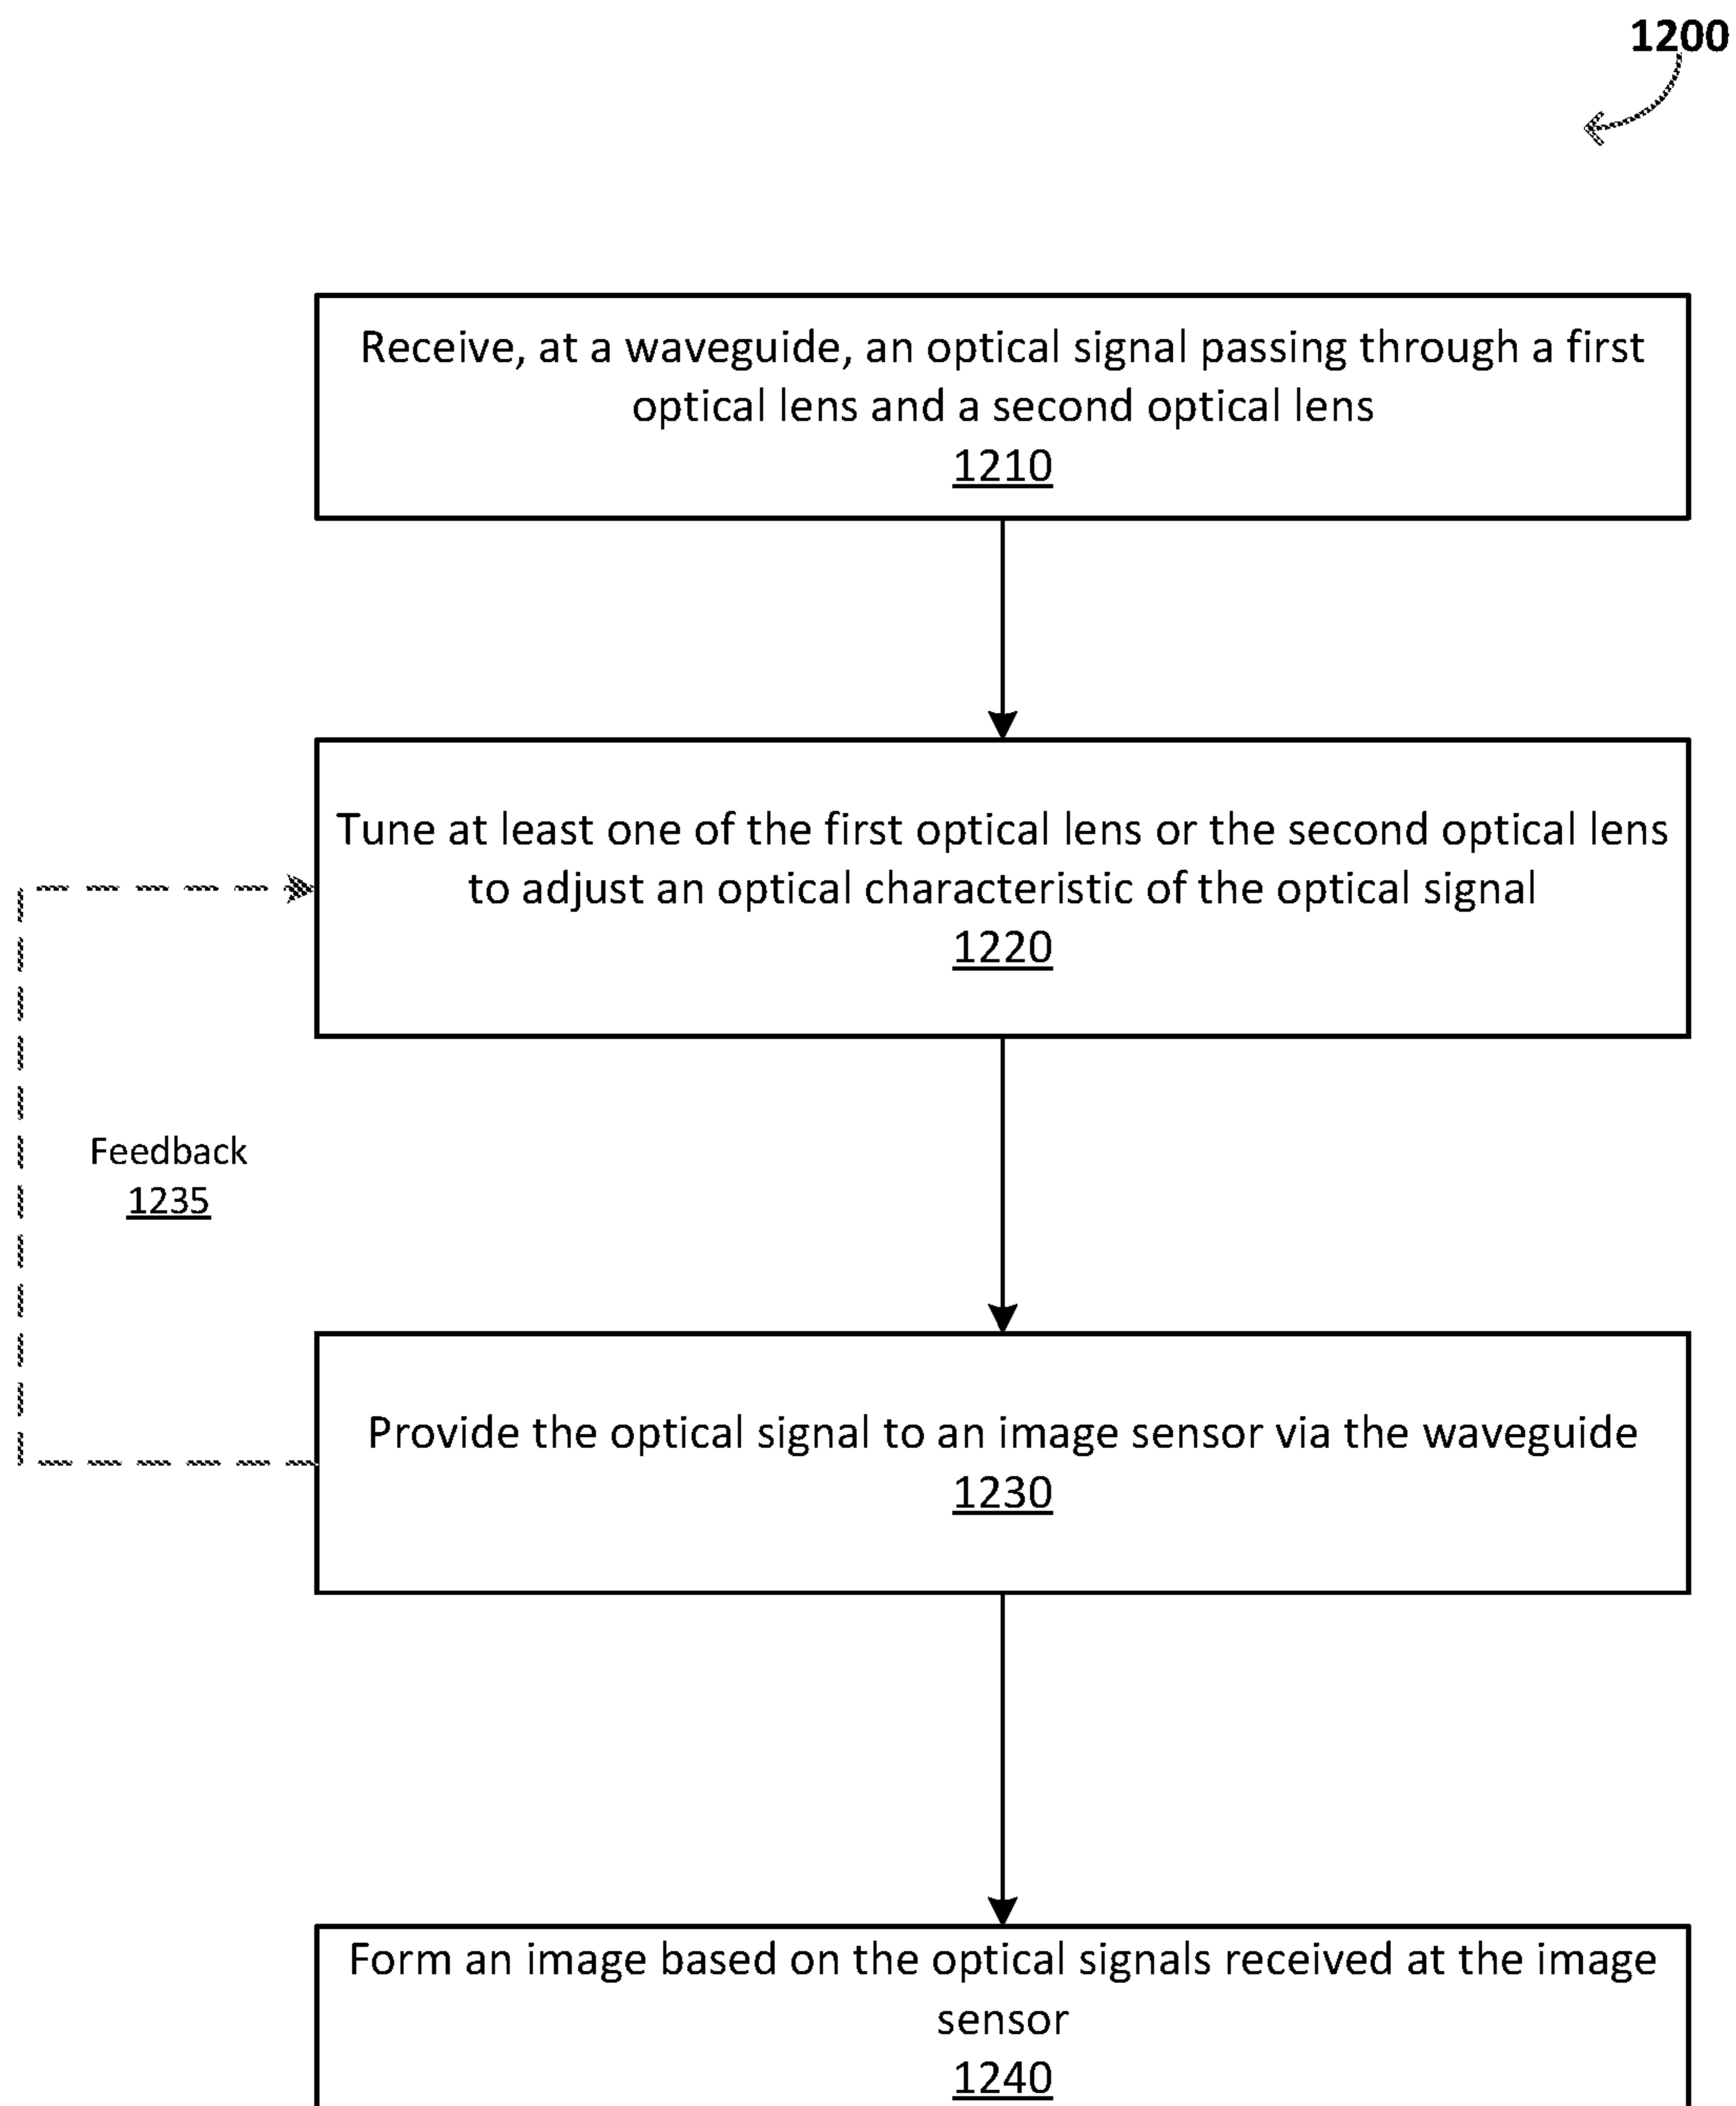 1200
Receive, at a waveguide, an optical signal passing through a first
optical lens and a second optical lens
1210
Tune at least one of the first optical lens or the second optical lens
to adjust an optical characteristic of the optical signal
1220
Feedback
1235
Provide the optical signal to an image sensor via the waveguide
1230
Form an image based on the optical signals received at the image
sensor
1240